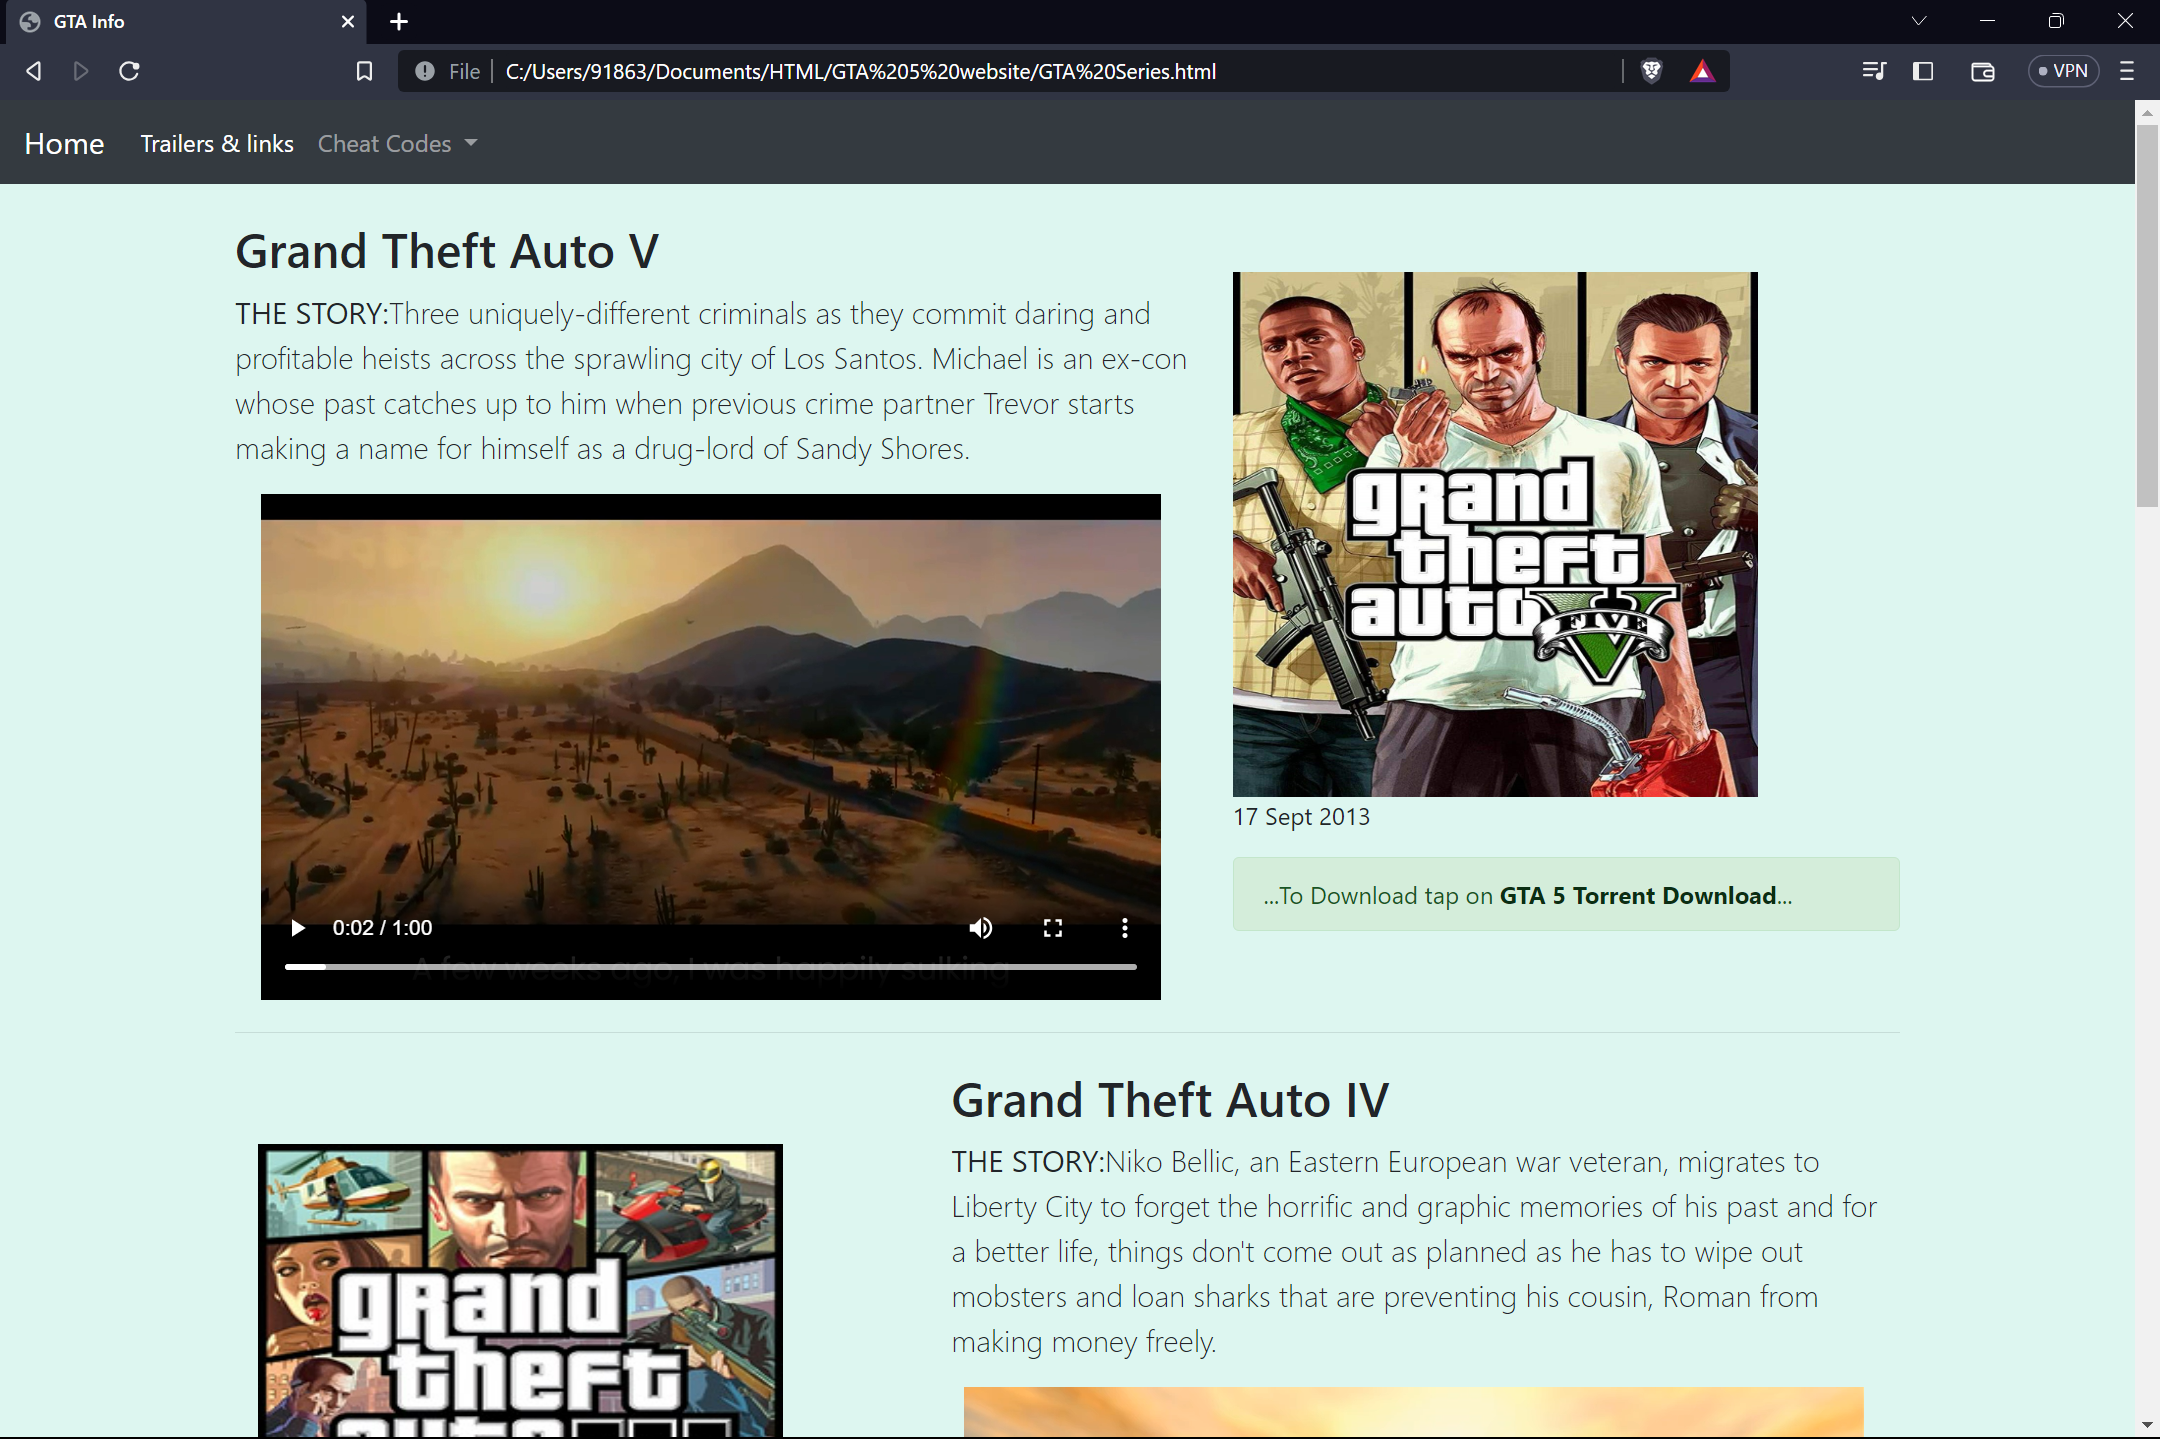 GTA Info
File
C:/Users/91863/Documents/HTML/GTA%205%20website/GTA%20Series.html
VPN
Home
Trailers & links
Cheat Codes
Grand Theft Auto V
THE STORY:Three uniquely-different criminals as they commit daring and
profitable heists across the sprawling city of Los Santos. Michael is an ex-con
whose past catches up to him when previous crime partner Trevor starts
making a name for himself as a drug-lord of Sandy Shores.
0:02 / 1:00
A few weeks ago, I was happily sulking
grand
theft
auto
FIVE
V
17 Sept 2013
...To Download tap on GTA 5 Torrent Download...
Grand Theft Auto IV
THE STORY:Niko Bellic, an Eastern European war veteran, migrates to
Liberty City to forget the horrific and graphic memories of his past and for
a better life, things don't come out as planned as he has to wipe out
mobsters and loan sharks that are preventing his cousin, Roman from
making money freely.
grand
theft
auto